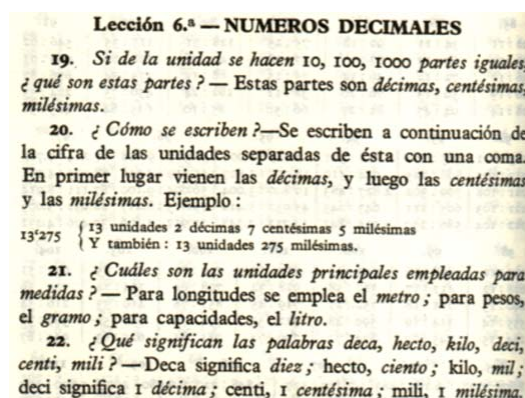 Lección 6.ª — NUMEROS DECIMALES
19. Si de la unidad se hacen 10, 100, 1000 partes iguales,
¿ qué son estas partes ? — Estas partes son décimas, centésimas,
milésimas.
20. ¿ Cómo se escriben ?—Se escriben a continuación de
la cifra de las unidades separadas de ésta con una coma.
En primer lugar vienen las décimas, y luego las centésimas
y las milésimas. Ejemplo :
13‘275 { 13 unidades 2 décimas 7 centésimas 5 milésimas
Y también : 13 unidades 275 milésimas.
21. ¿ Cuáles son las unidades principales empleadas para
medidas ? — Para longitudes se emplea el metro ; para pesos,
el gramo ; para capacidades, el litro.
22. ¿ Qué significan las palabras deca, hecto, kilo, deci,
centi, mili ? — Deca significa diez ; hecto, ciento ; kilo, mil ;
deci significa 1 décima ; centi, 1 centésima ; mili, 1 milésima.